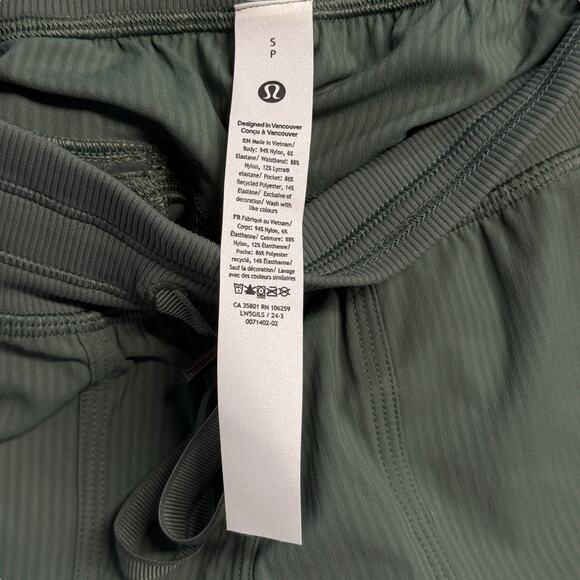 S
P
Designed in Vancouver
Conçu à Vancouver
EN Made in Vietnam/
Body: 94% Nylon, 6%
Elastane/ Waistband: 88%
Nylon, 12% Lycra®
elastane/ Pocket: 86%
Recycled Polyester, 14%
Elastane/ Exclusive of
decoration/ Wash with
like colours
FR Fabriqué au Vietnam/
Corps: 94% Nylon, 6%
Élasthanne/ Ceinture: 88%
Nylon, 12% Élasthanne/
Poche: 86% Polyester
recyclé, 14% Élasthanne/
Sauf la décoration/ Lavage
avec des couleurs similaires
CA 35801 RN 106259
LW5GILS / 24-3
0071402-02